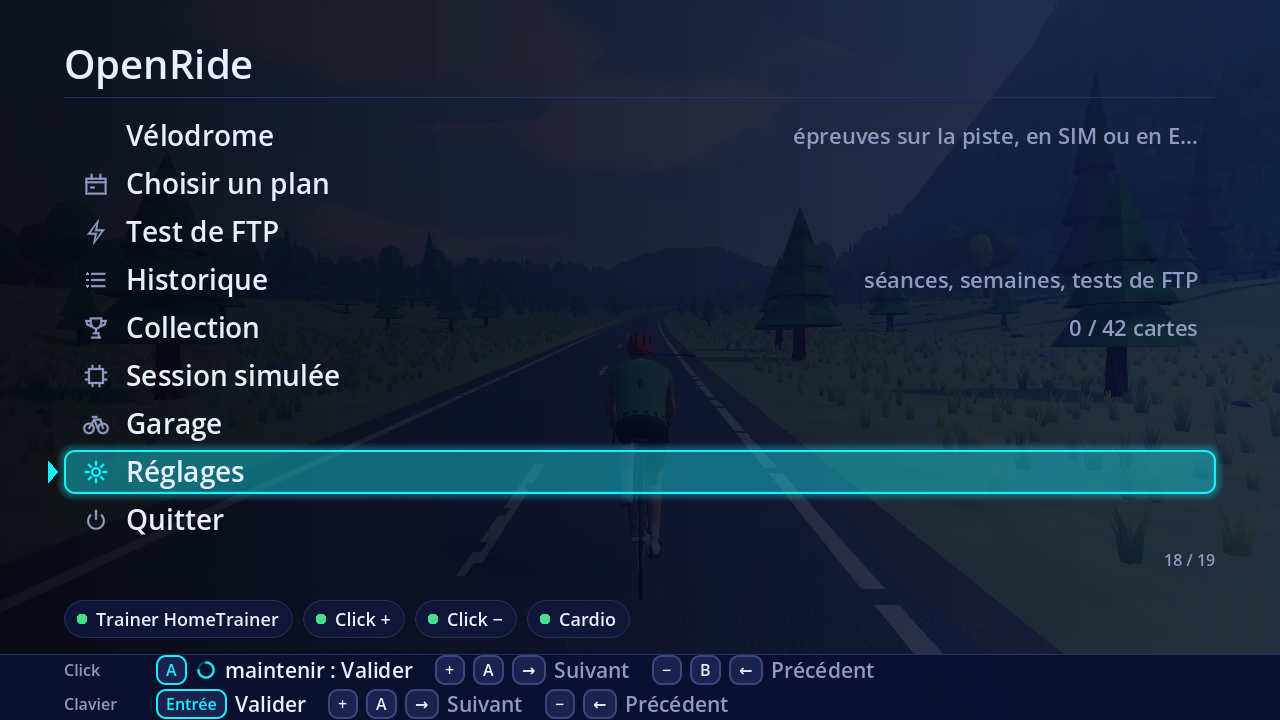 OpenRide
Vélodrome épreuves sur la piste, en SIM ou en E...
Choisir un plan
Test de FTP
Historique séances, semaines, tests de FTP
Collection 0 / 42 cartes
Session simulée
Garage
Réglages
Quitter
18 / 19
Trainer HomeTrainer Click + Click − Cardio
Click A maintenir : Valider + A → Suivant − B ← Précédent
Clavier Entrée Valider + A → Suivant − ← Précédent